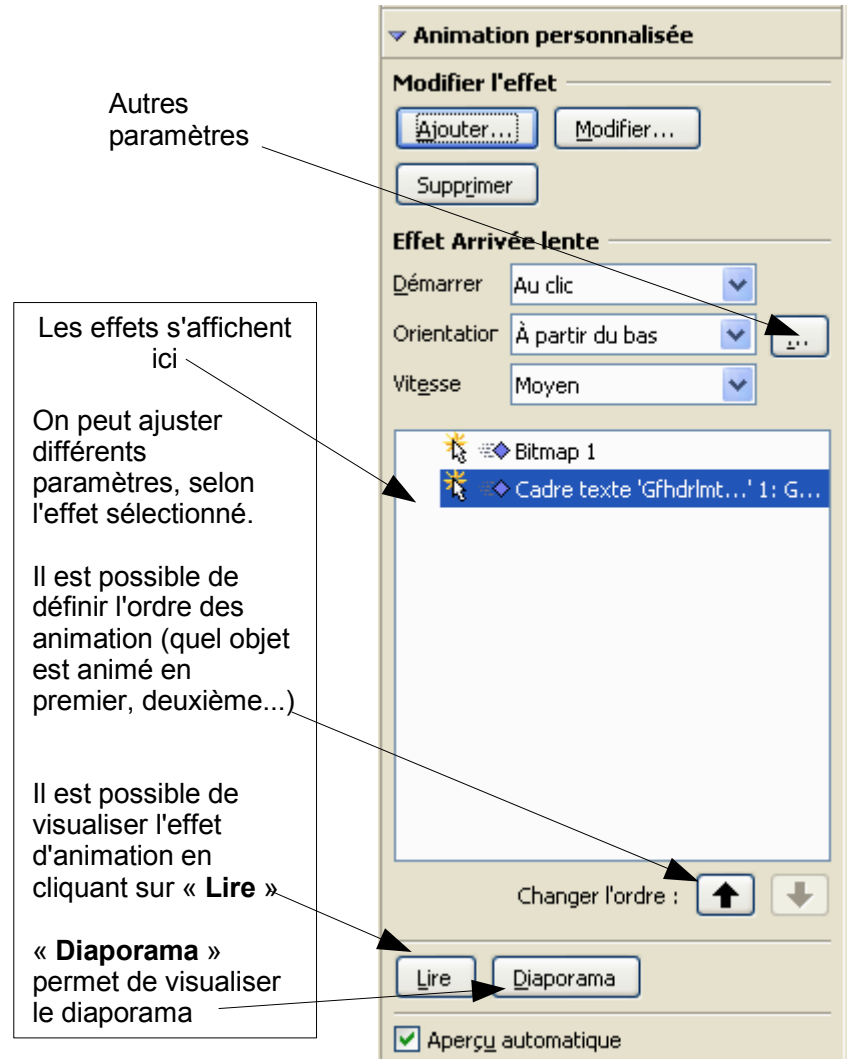 Animation personnalisée
Modifier l'effet
Autres
paramètres
Ajouter... Modifier...
Supprimer
Effet Arrivée lente
Démarrer Au clic
Orientation À partir du bas ...
Vitesse Moyen
Les effets s'affichent
ici
On peut ajuster
différents
paramètres, selon
l'effet sélectionné.
Il est possible de
définir l'ordre des
animation (quel objet
est animé en
premier, deuxième...)
Il est possible de
visualiser l'effet
d'animation en
cliquant sur « Lire »
« Diaporama »
permet de visualiser
le diaporama
Bitmap 1
Cadre texte 'Gfhdrlmt...' 1: G...
Changer l'ordre :
Lire Diaporama
Aperçu automatique